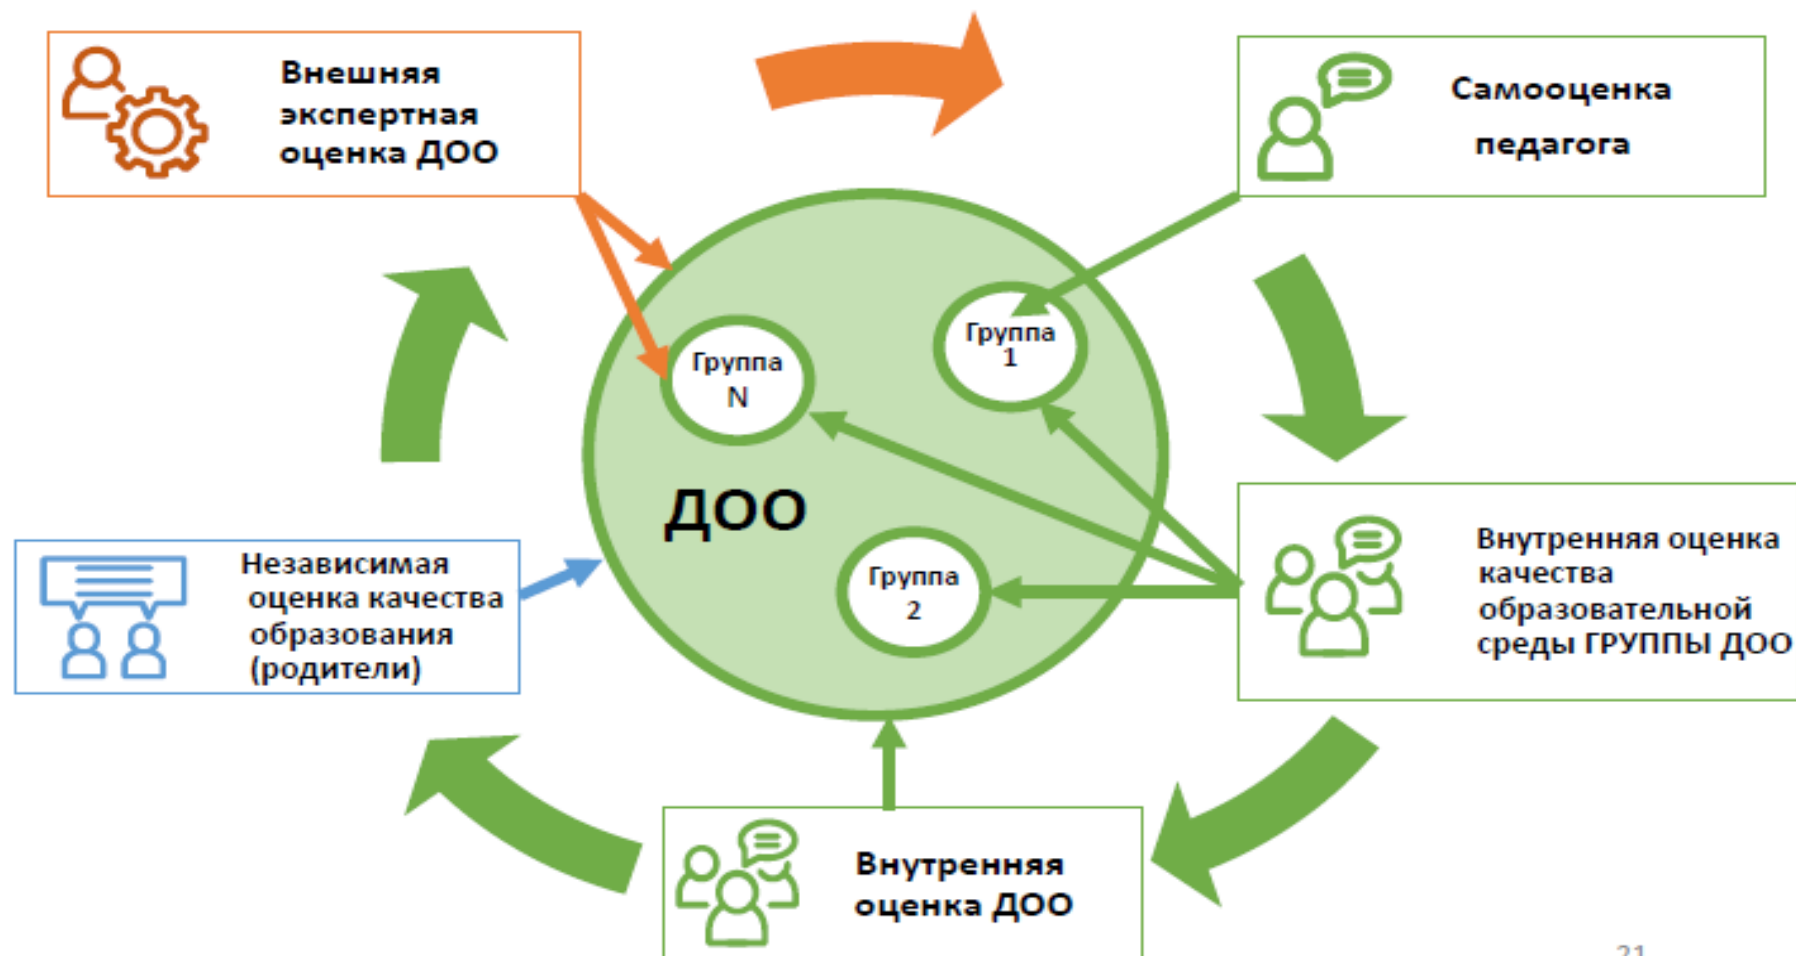 Внешняя
экспертная
оценка ДОО
Самооценка
педагога
Группа
1
Группа
N
ДОО
Группа
2
Независимая
оценка качества
образования
(родители)
Внутренняя оценка
качества
образовательной
среды ГРУППЫ ДОО
Внутренняя
оценка ДОО
21